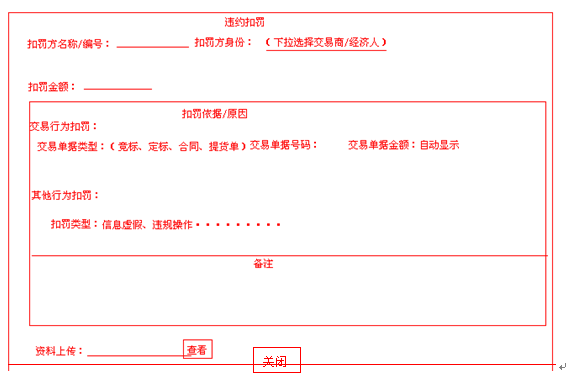 违约扣罚
扣罚方名称/编号： 扣罚方身份： （下拉选择交易商/经济人）
扣罚金额：
扣罚依据/原因
交易行为扣罚：
交易单据类型：（竞标、定标、合同、提货单）交易单据号码： 交易单据金额：自动显示
其他行为扣罚：
扣罚类型：信息虚假、违规操作・・・・・・・・・
备注
资料上传： 查看
关闭